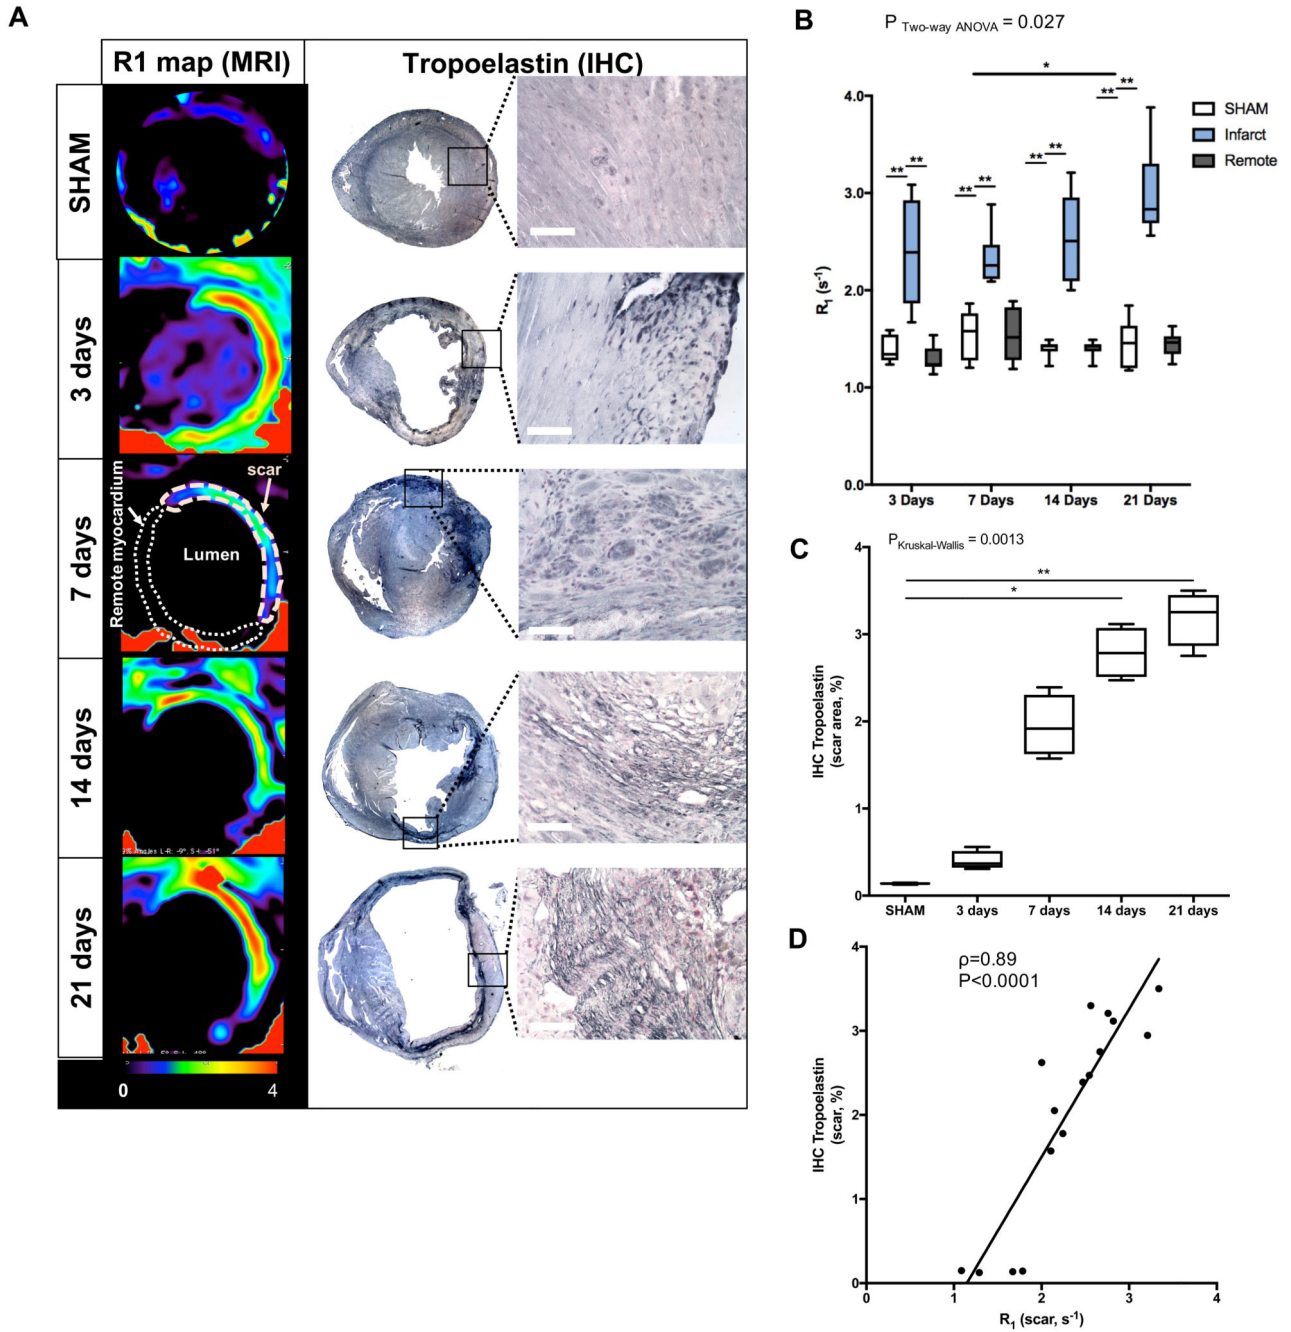 A
R1 map (MRI)
Tropoelastin (IHC)
SHAM
3 days
7 days
Remote myocardium
scar
Lumen
14 days
21 days
0
4
B
P Two-way ANOVA = 0.027
*
** **
** **
** **
** **
SHAM
Infarct
Remote
4.0
3.0
2.0
1.0
0.0
R1 (s-1)
3 Days 7 Days 14 Days 21 Days
C
PKruskal-Wallis = 0.0013
**
*
4
3
2
1
0
IHC Tropoelastin
(scar area, %)
SHAM 3 days 7 days 14 days 21 days
D
ρ=0.89
P<0.0001
4
3
2
1
0
IHC Tropoelastin
(scar, %)
0 1 2 3 4
R1 (scar, s-1)